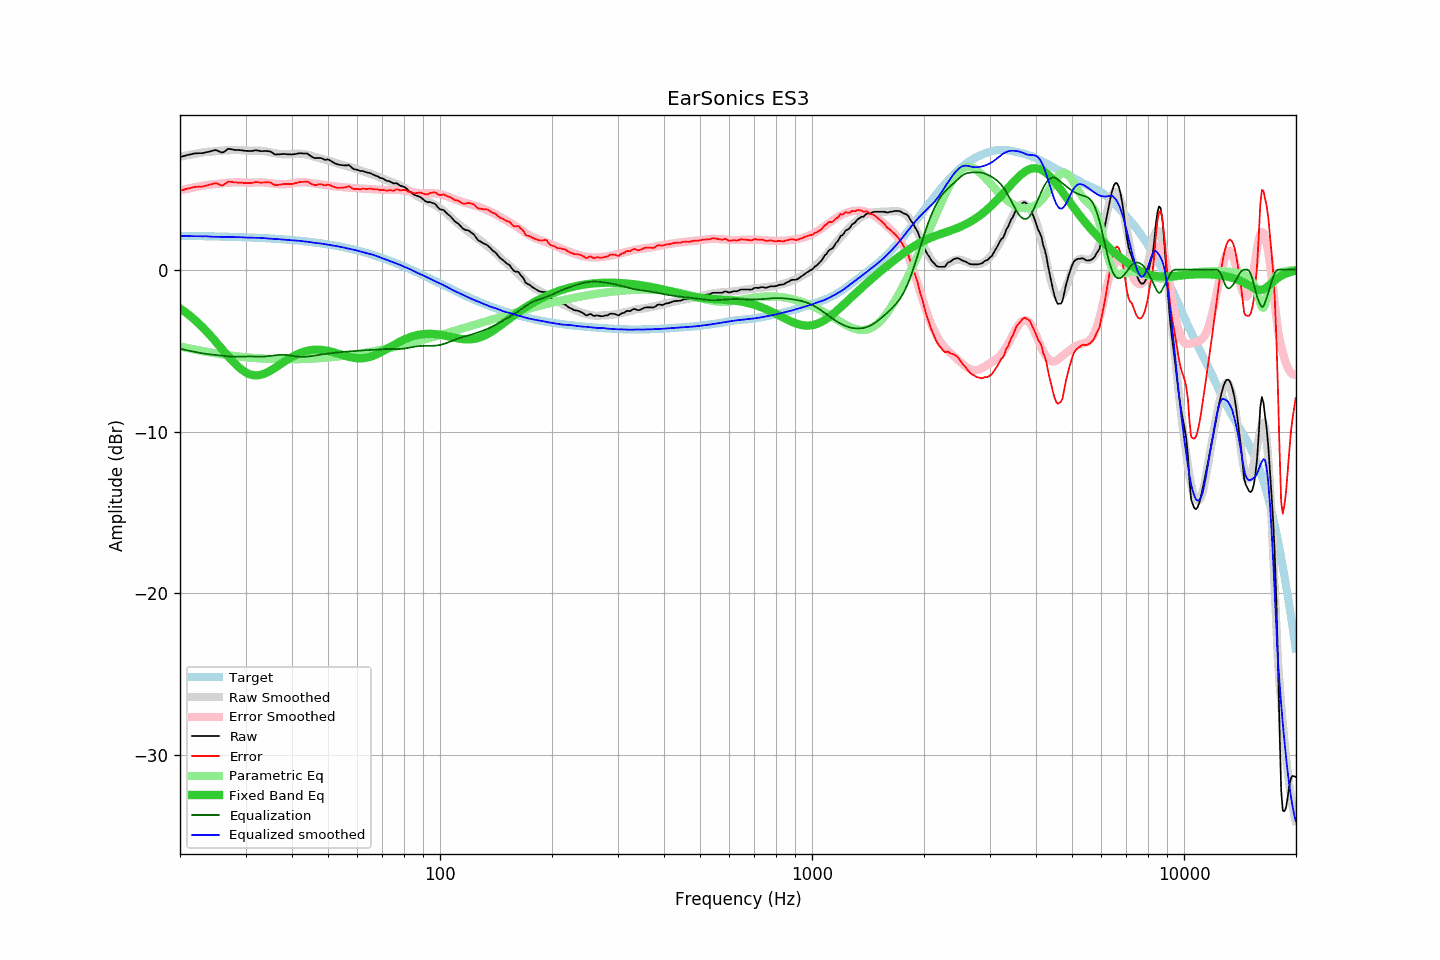 EarSonics ES3
Amplitude (dBr)
0
−10
−20
−30
Target
Raw Smoothed
Error Smoothed
Raw
Error
Parametric Eq
Fixed Band Eq
Equalization
Equalized smoothed
100
1000
10000
Frequency (Hz)